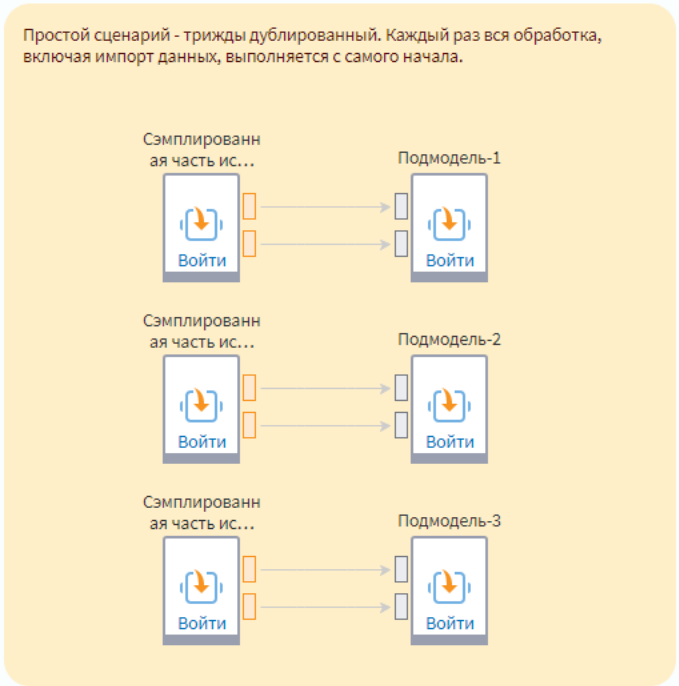 Простой сценарий - трижды дублированный. Каждый раз вся обработка,
включая импорт данных, выполняется с самого начала.
Сэмплированн
ая часть ис...
Подмодель-1
Войти
Войти
Сэмплированн
ая часть ис...
Подмодель-2
Войти
Войти
Сэмплированн
ая часть ис...
Подмодель-3
Войти
Войти